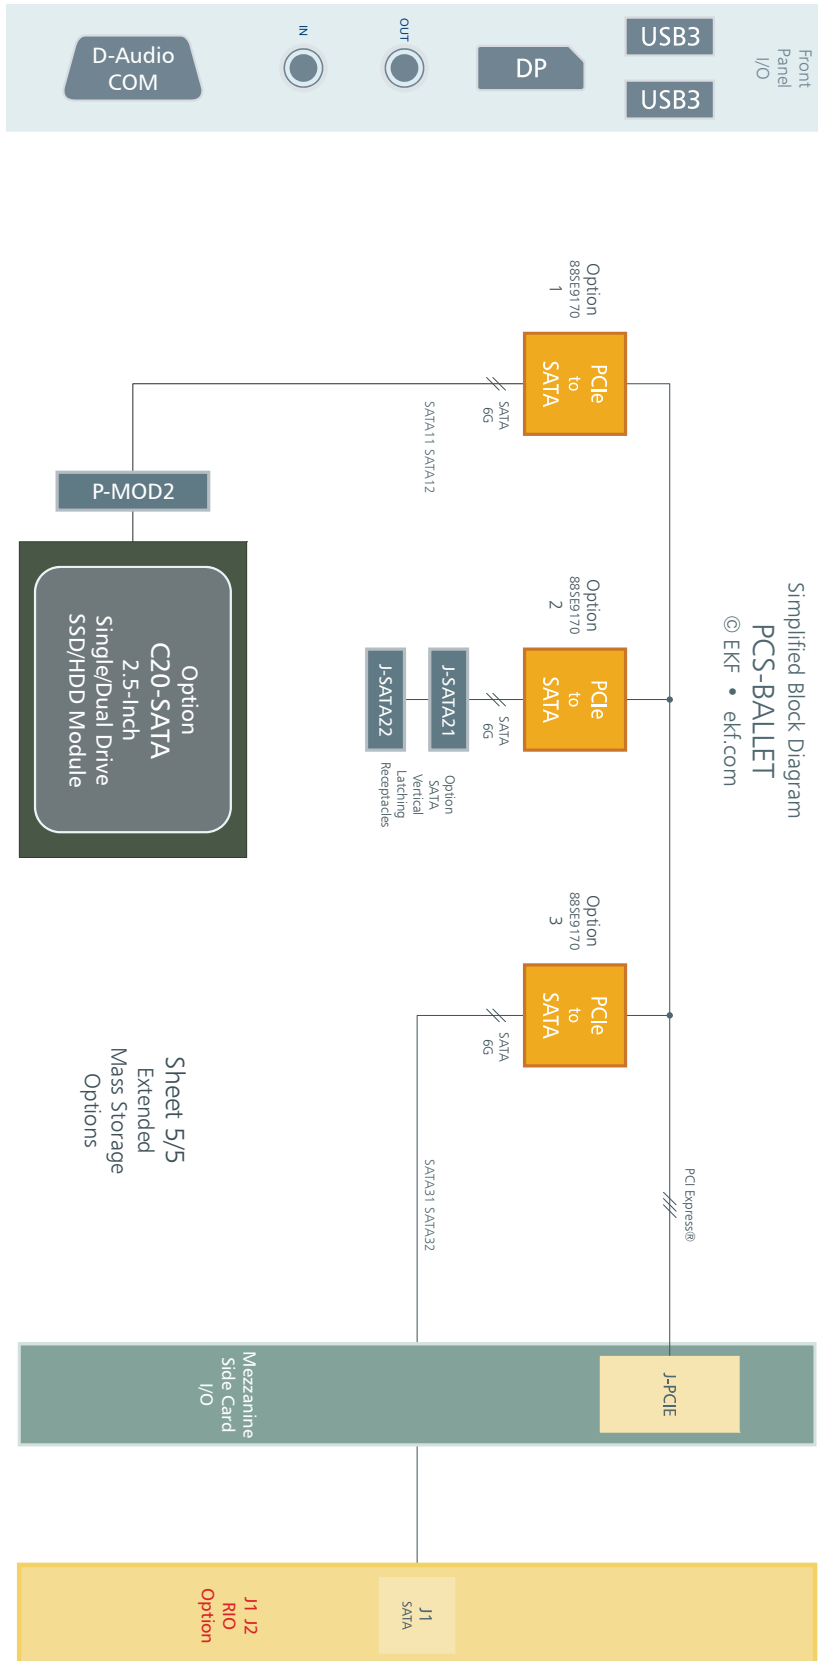 D-Audio
COM
IN
OUT
DP
USB3
USB3
Front
Panel
I/O
Simplified Block Diagram
PCS-BALLET
© EKF • ekf.com
Option
88SE9170
1
PCIe
to
SATA
SATA
6G
SATA11 SATA12
P-MOD2
Option
C20-SATA
2.5-Inch
Single/Dual Drive
SSD/HDD Module
Option
88SE9170
2
PCIe
to
SATA
SATA
6G
J-SATA21
J-SATA22
Option
SATA
Vertical
Latching
Receptacles
Option
88SE9170
3
PCIe
to
SATA
SATA
6G
SATA31 SATA32
PCI Express®
Sheet 5/5
Extended
Mass Storage
Options
J-PCIE
Mezzanine
Side Card
I/O
J1
SATA
J1 J2
RIO
Option